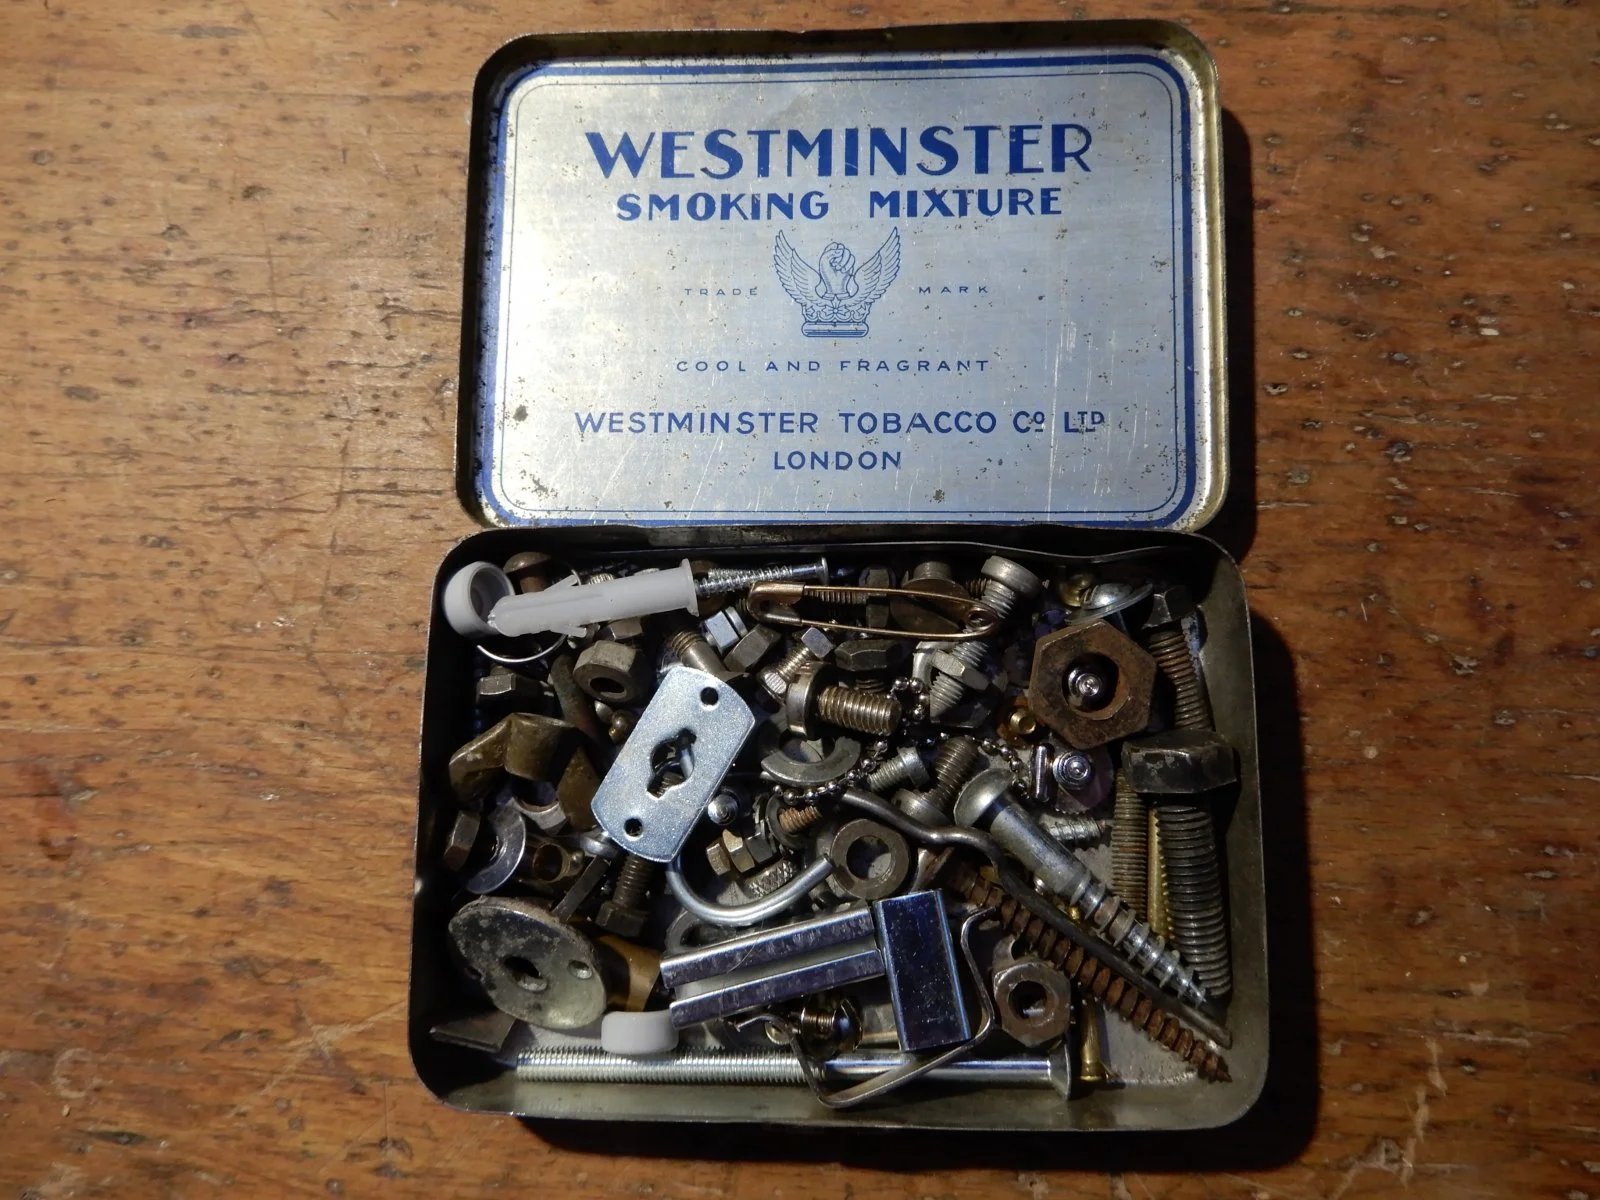 WESTMINSTER
SMOKING MIXTURE
TRADE MARK
COOL AND FRAGRANT
WESTMINSTER TOBACCO Cº LTD
LONDON